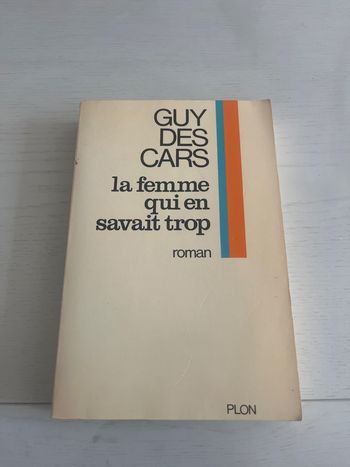 GUY
DES
CARS
la femme
qui en
savait trop
roman
PLON